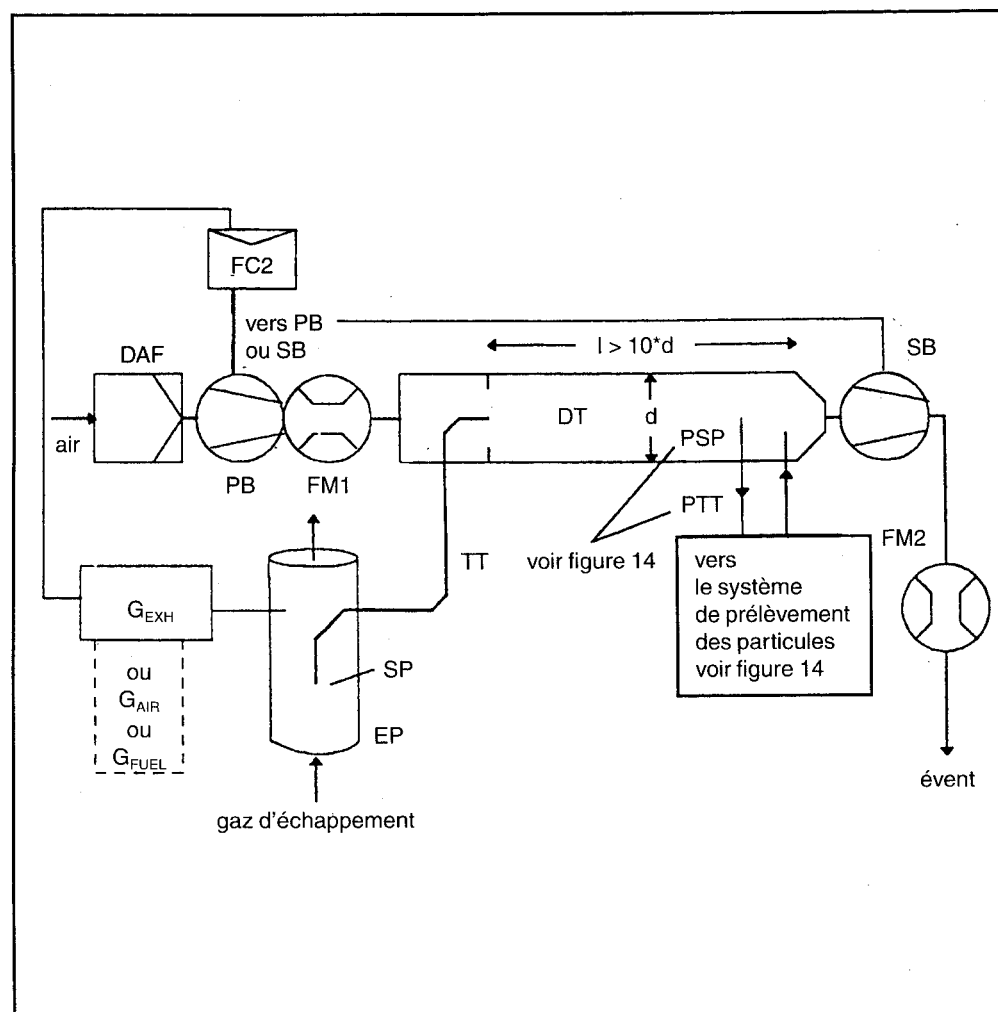 FC2
vers PB
ou SB
l > 10*d
SB
DAF
air
PB
FM1
DT
d
PSP
PTT
TT
voir figure 14
FM2
vers
le système
de prélèvement
des particules
voir figure 14
G_EXH
ou
G_AIR
ou
G_FUEL
SP
EP
gaz d'échappement
évent